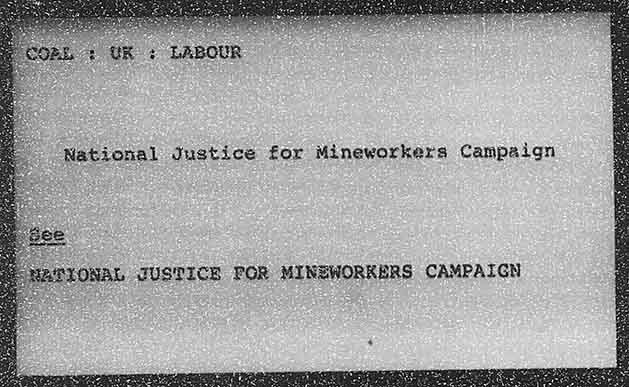 COAL : UK : LABOUR
National Justice for Mineworkers Campaign
See
NATIONAL JUSTICE FOR MINEWORKERS CAMPAIGN